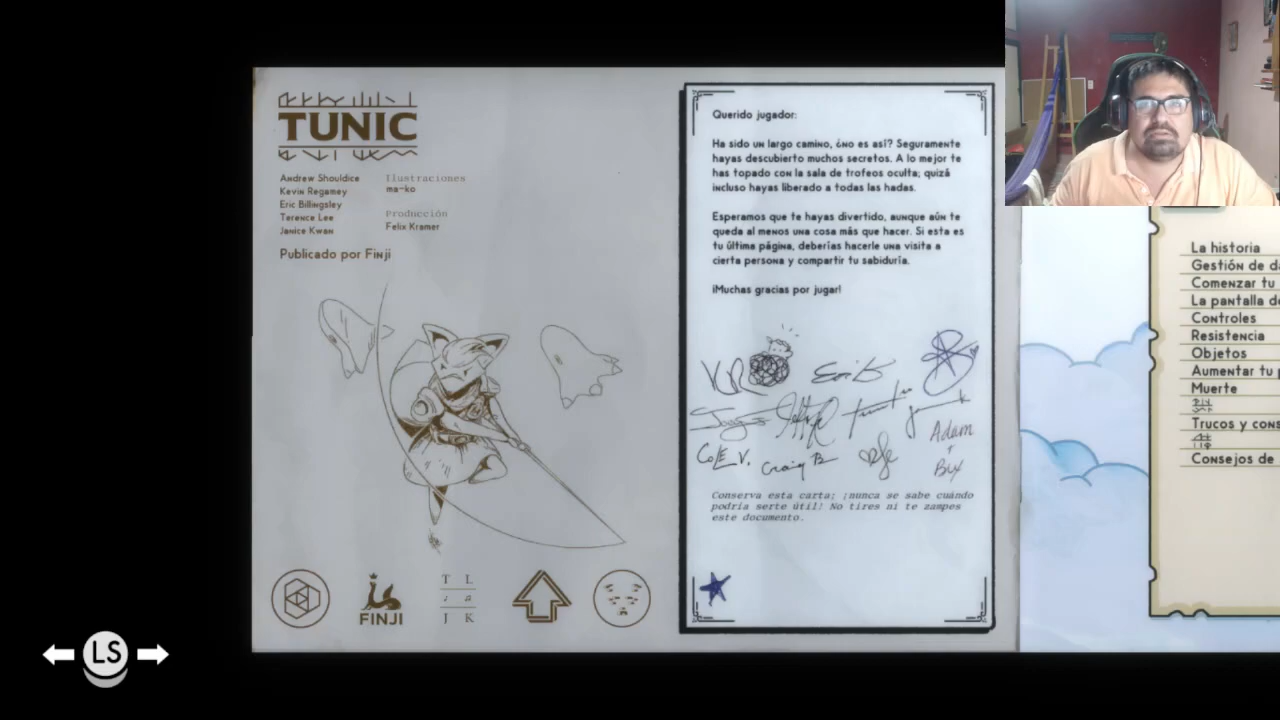 TUNIC
Andrew Shouldice
Kevin Regamey
Eric Billingsley
Terence Lee
Janice Kwan
Ilustraciones
ma-ko
Producción
Felix Kramer
Publicado por Finji
FINJI
T L
J K
Querido jugador:
Ha sido un largo camino, ¿no es así? Seguramente
hayas descubierto muchos secretos. A lo mejor te
has topado con la sala de trofeos oculta; quizá
incluso hayas liberado a todas las hadas.
Esperamos que te hayas divertido, aunque aún te
queda al menos una cosa más que hacer. Si esta es
tu última página, deberías hacerle una visita a
cierta persona y compartir tu sabiduría.
¡Muchas gracias por jugar!
Cole V.
Craig B
Adam
+
Bux
Conserva esta carta; ¡nunca se sabe cuándo
podría serte útil! No tires ni te zampes
este documento.
La historia
Gestión de
Comenzar tu
La pantalla
Controles
Resistencia
Objetos
Aumentar tu
Muerte
Trucos y
Consejos de
LS